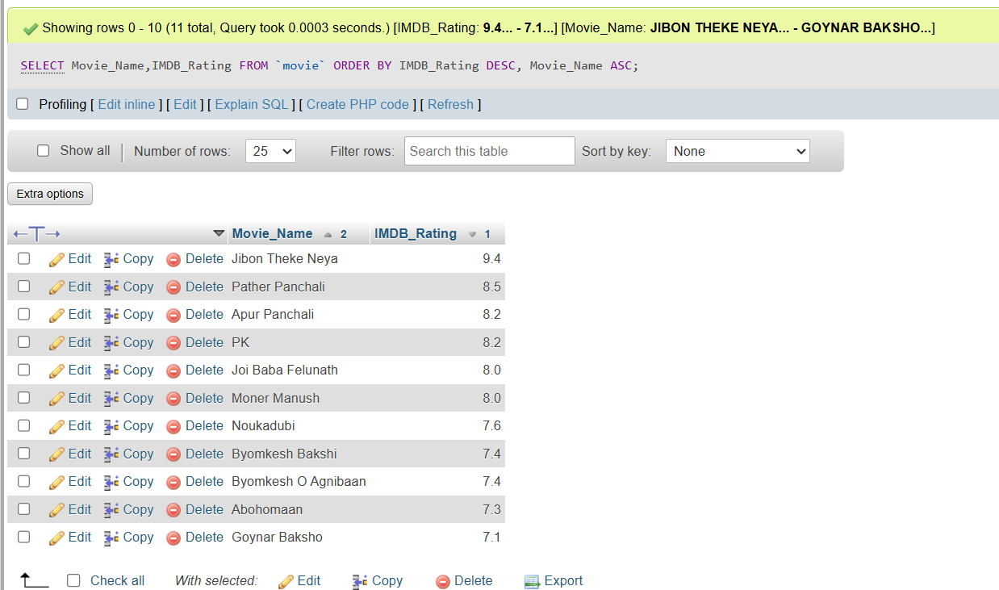 Showing rows 0 - 10 (11 total, Query took 0.0003 seconds.) [IMDB_Rating: 9.4... - 7.1...] [Movie_Name: JIBON THEKE NEYA... - GOYNAR BAKSHO...]
SELECT Movie_Name,IMDB_Rating FROM `movie` ORDER BY IMDB_Rating DESC, Movie_Name ASC;
Profiling [ Edit inline ] [ Edit ] [ Explain SQL ] [ Create PHP code ] [ Refresh ]
Show all Number of rows: 25 Filter rows: Search this table Sort by key: None
Extra options
Movie_Name 2 IMDB_Rating 1
Edit Copy Delete Jibon Theke Neya 9.4
Edit Copy Delete Pather Panchali 8.5
Edit Copy Delete Apur Panchali 8.2
Edit Copy Delete PK 8.2
Edit Copy Delete Joi Baba Felunath 8.0
Edit Copy Delete Moner Manush 8.0
Edit Copy Delete Noukadubi 7.6
Edit Copy Delete Byomkesh Bakshi 7.4
Edit Copy Delete Byomkesh O Agnibaan 7.4
Edit Copy Delete Abohomaan 7.3
Edit Copy Delete Goynar Baksho 7.1
Check all With selected: Edit Copy Delete Export